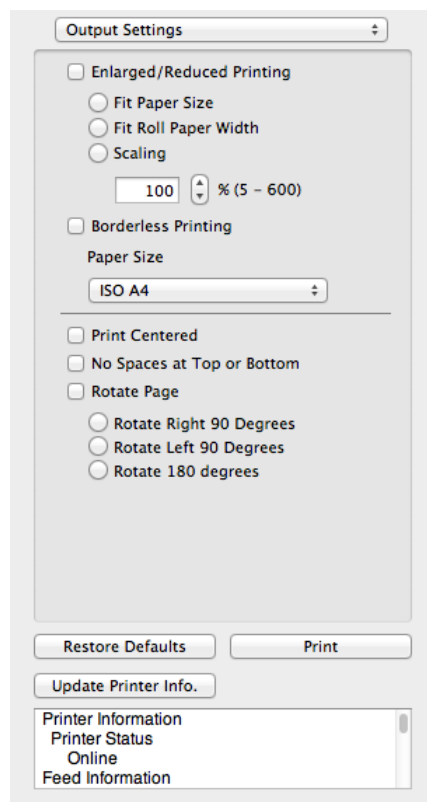 Output Settings
Enlarged/Reduced Printing
Fit Paper Size
Fit Roll Paper Width
Scaling
100 % (5 – 600)
Borderless Printing
Paper Size
ISO A4
Print Centered
No Spaces at Top or Bottom
Rotate Page
Rotate Right 90 Degrees
Rotate Left 90 Degrees
Rotate 180 degrees
Restore Defaults Print
Update Printer Info.
Printer Information
Printer Status
Online
Feed Information